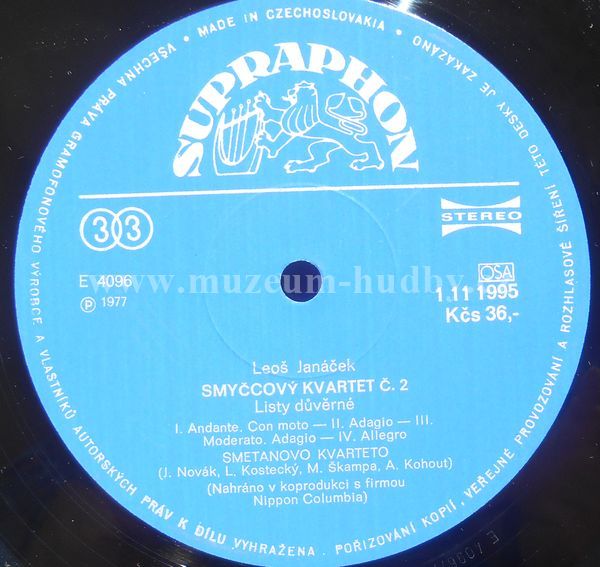 VŠECHNA PRÁVA GRAMOFONOVÉHO VÝROBCE A VLASTNÍKŮ AUTORSKÝCH PRÁV K DÍLU VYHRAŽENA. POŘIZOVÁNÍ KOPIÍ, VEŘEJNÉ PROVOZOVÁNÍ A ROZHLASOVÉ ŠÍŘENÍ TÉTO DESKY JE ZAKÁZÁNO • MADE IN CZECHOSLOVAKIA •
SUPRAPHON
33
STEREO
E 4096
OSA
℗ 1977
1 11 1995
Kčs 36,-
www.muzeum-hudby.
Leoš Janáček
SMYČCOVÝ KVARTET Č. 2
Listy důvěrné
I. Andante. Con moto — II. Adagio — III.
Moderato. Adagio — IV. Allegro
SMETANOVO KVARTETO
(J. Novák, L. Kostecký, M. Škampa, A. Kohout)
(Nahráno v koprodukci s firmou
Nippon Columbia)